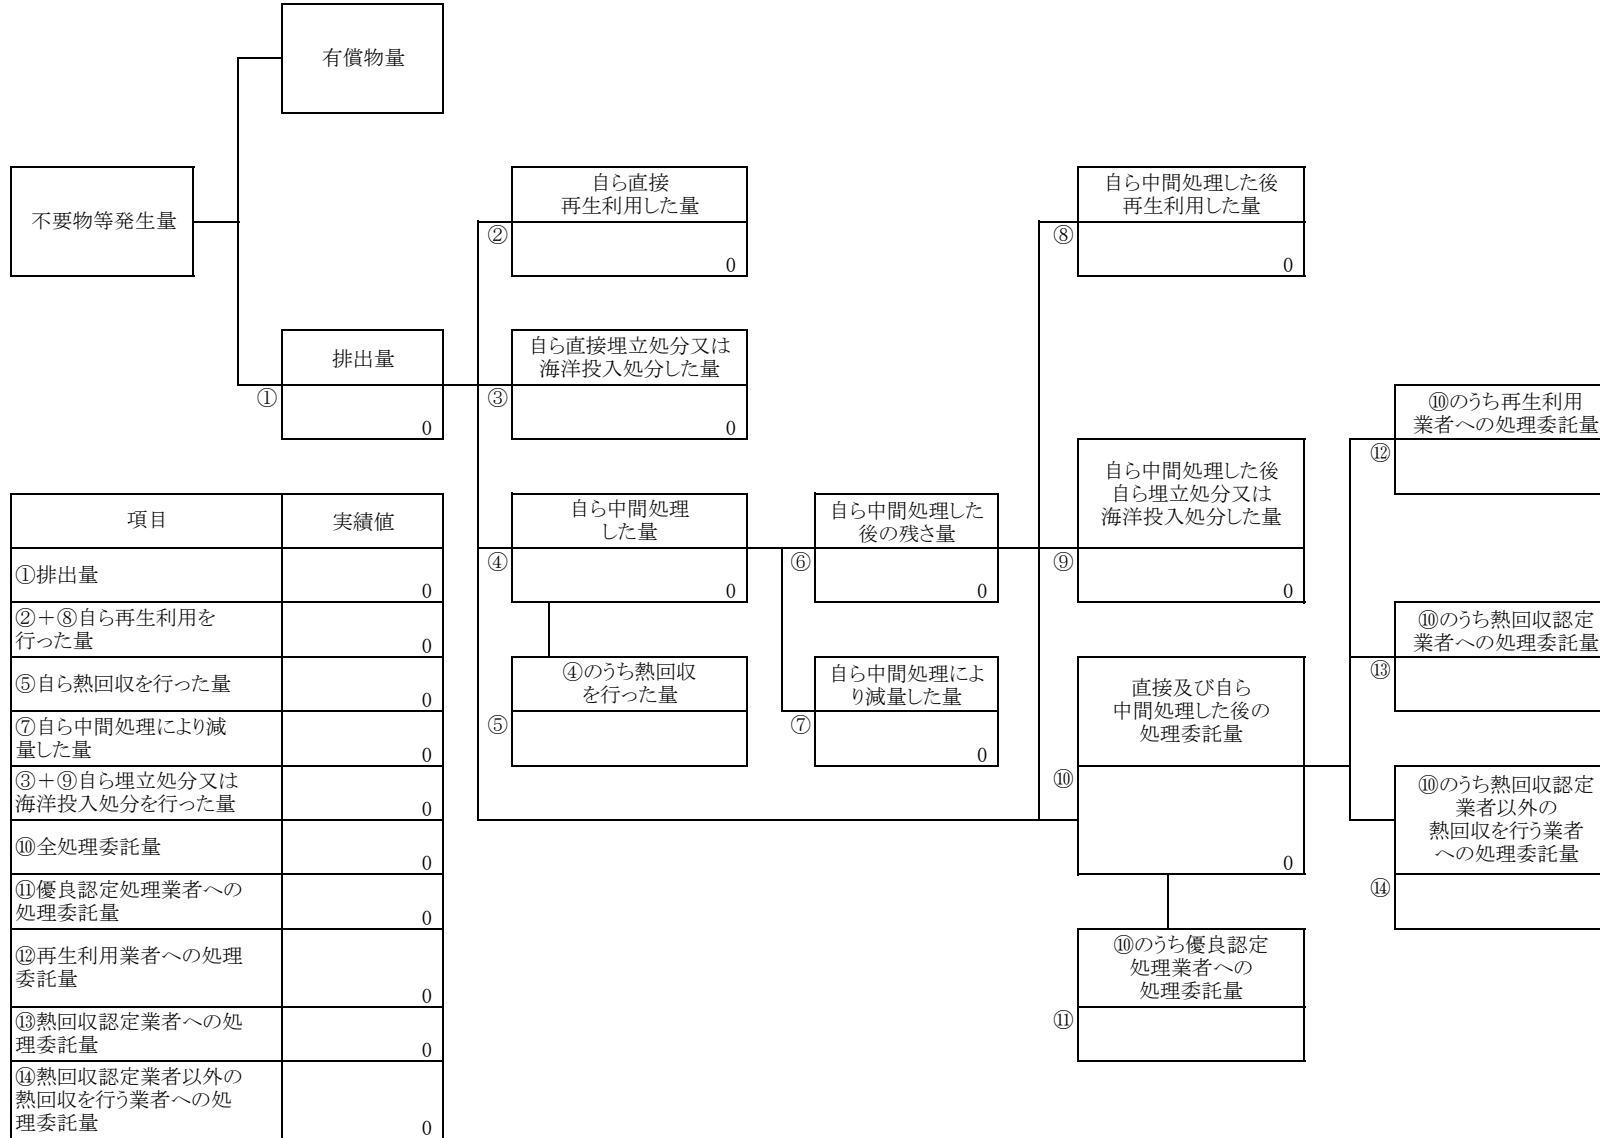 有償物量
不要物等発生量
自ら直接
再生利用した量
②
0
自ら中間処理した後
再生利用した量
⑧
0
排出量
①
0
自ら直接埋立処分又は
海洋投入処分した量
③
0
⑩のうち再生利用
業者への処理委託量
⑫
自ら中間処理
した量
④
0
自ら中間処理した
後の残さ量
⑥
0
自ら中間処理した後
自ら埋立処分又は
海洋投入処分した量
⑨
0
⑩のうち熱回収認定
業者への処理委託量
⑬
④のうち熱回収
を行った量
⑤
自ら中間処理によ
り減量した量
⑦
0
直接及び自ら
中間処理した後の
処理委託量
⑩
0
⑩のうち熱回収認定
業者以外の
熱回収を行う業者
への処理委託量
⑭
⑩のうち優良認定
処理業者への
処理委託量
⑪
項目 実績値
①排出量
0
②+⑧自ら再生利用を
行った量 0
⑤自ら熱回収を行った量
0
⑦自ら中間処理により減
量した量 0
③+⑨自ら埋立処分又は
海洋投入処分を行った量 0
⑩全処理委託量
0
⑪優良認定処理業者への
処理委託量 0
⑫再生利用業者への処理
委託量
0
⑬熱回収認定業者への処
理委託量 0
⑭熱回収認定業者以外の
熱回収を行う業者への処
理委託量 0